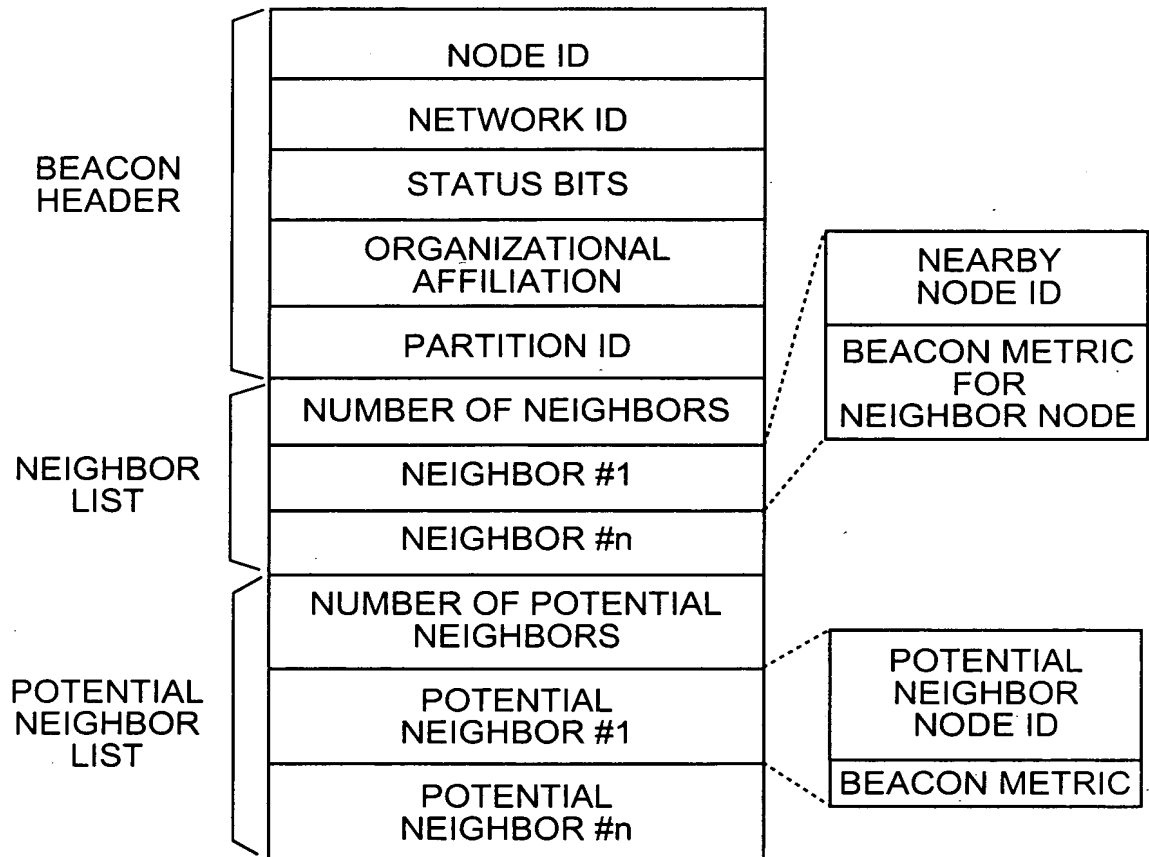 NODE ID
NETWORK ID
BEACON
HEADER
STATUS BITS
ORGANIZATIONAL
AFFILIATION
PARTITION ID
NEARBY
NODE ID
BEACON METRIC
FOR
NEIGHBOR NODE
NEIGHBOR
LIST
NUMBER OF NEIGHBORS
NEIGHBOR #1
NEIGHBOR #n
POTENTIAL
NEIGHBOR
LIST
NUMBER OF POTENTIAL
NEIGHBORS
POTENTIAL
NEIGHBOR #1
POTENTIAL
NEIGHBOR #n
POTENTIAL
NEIGHBOR
NODE ID
BEACON METRIC